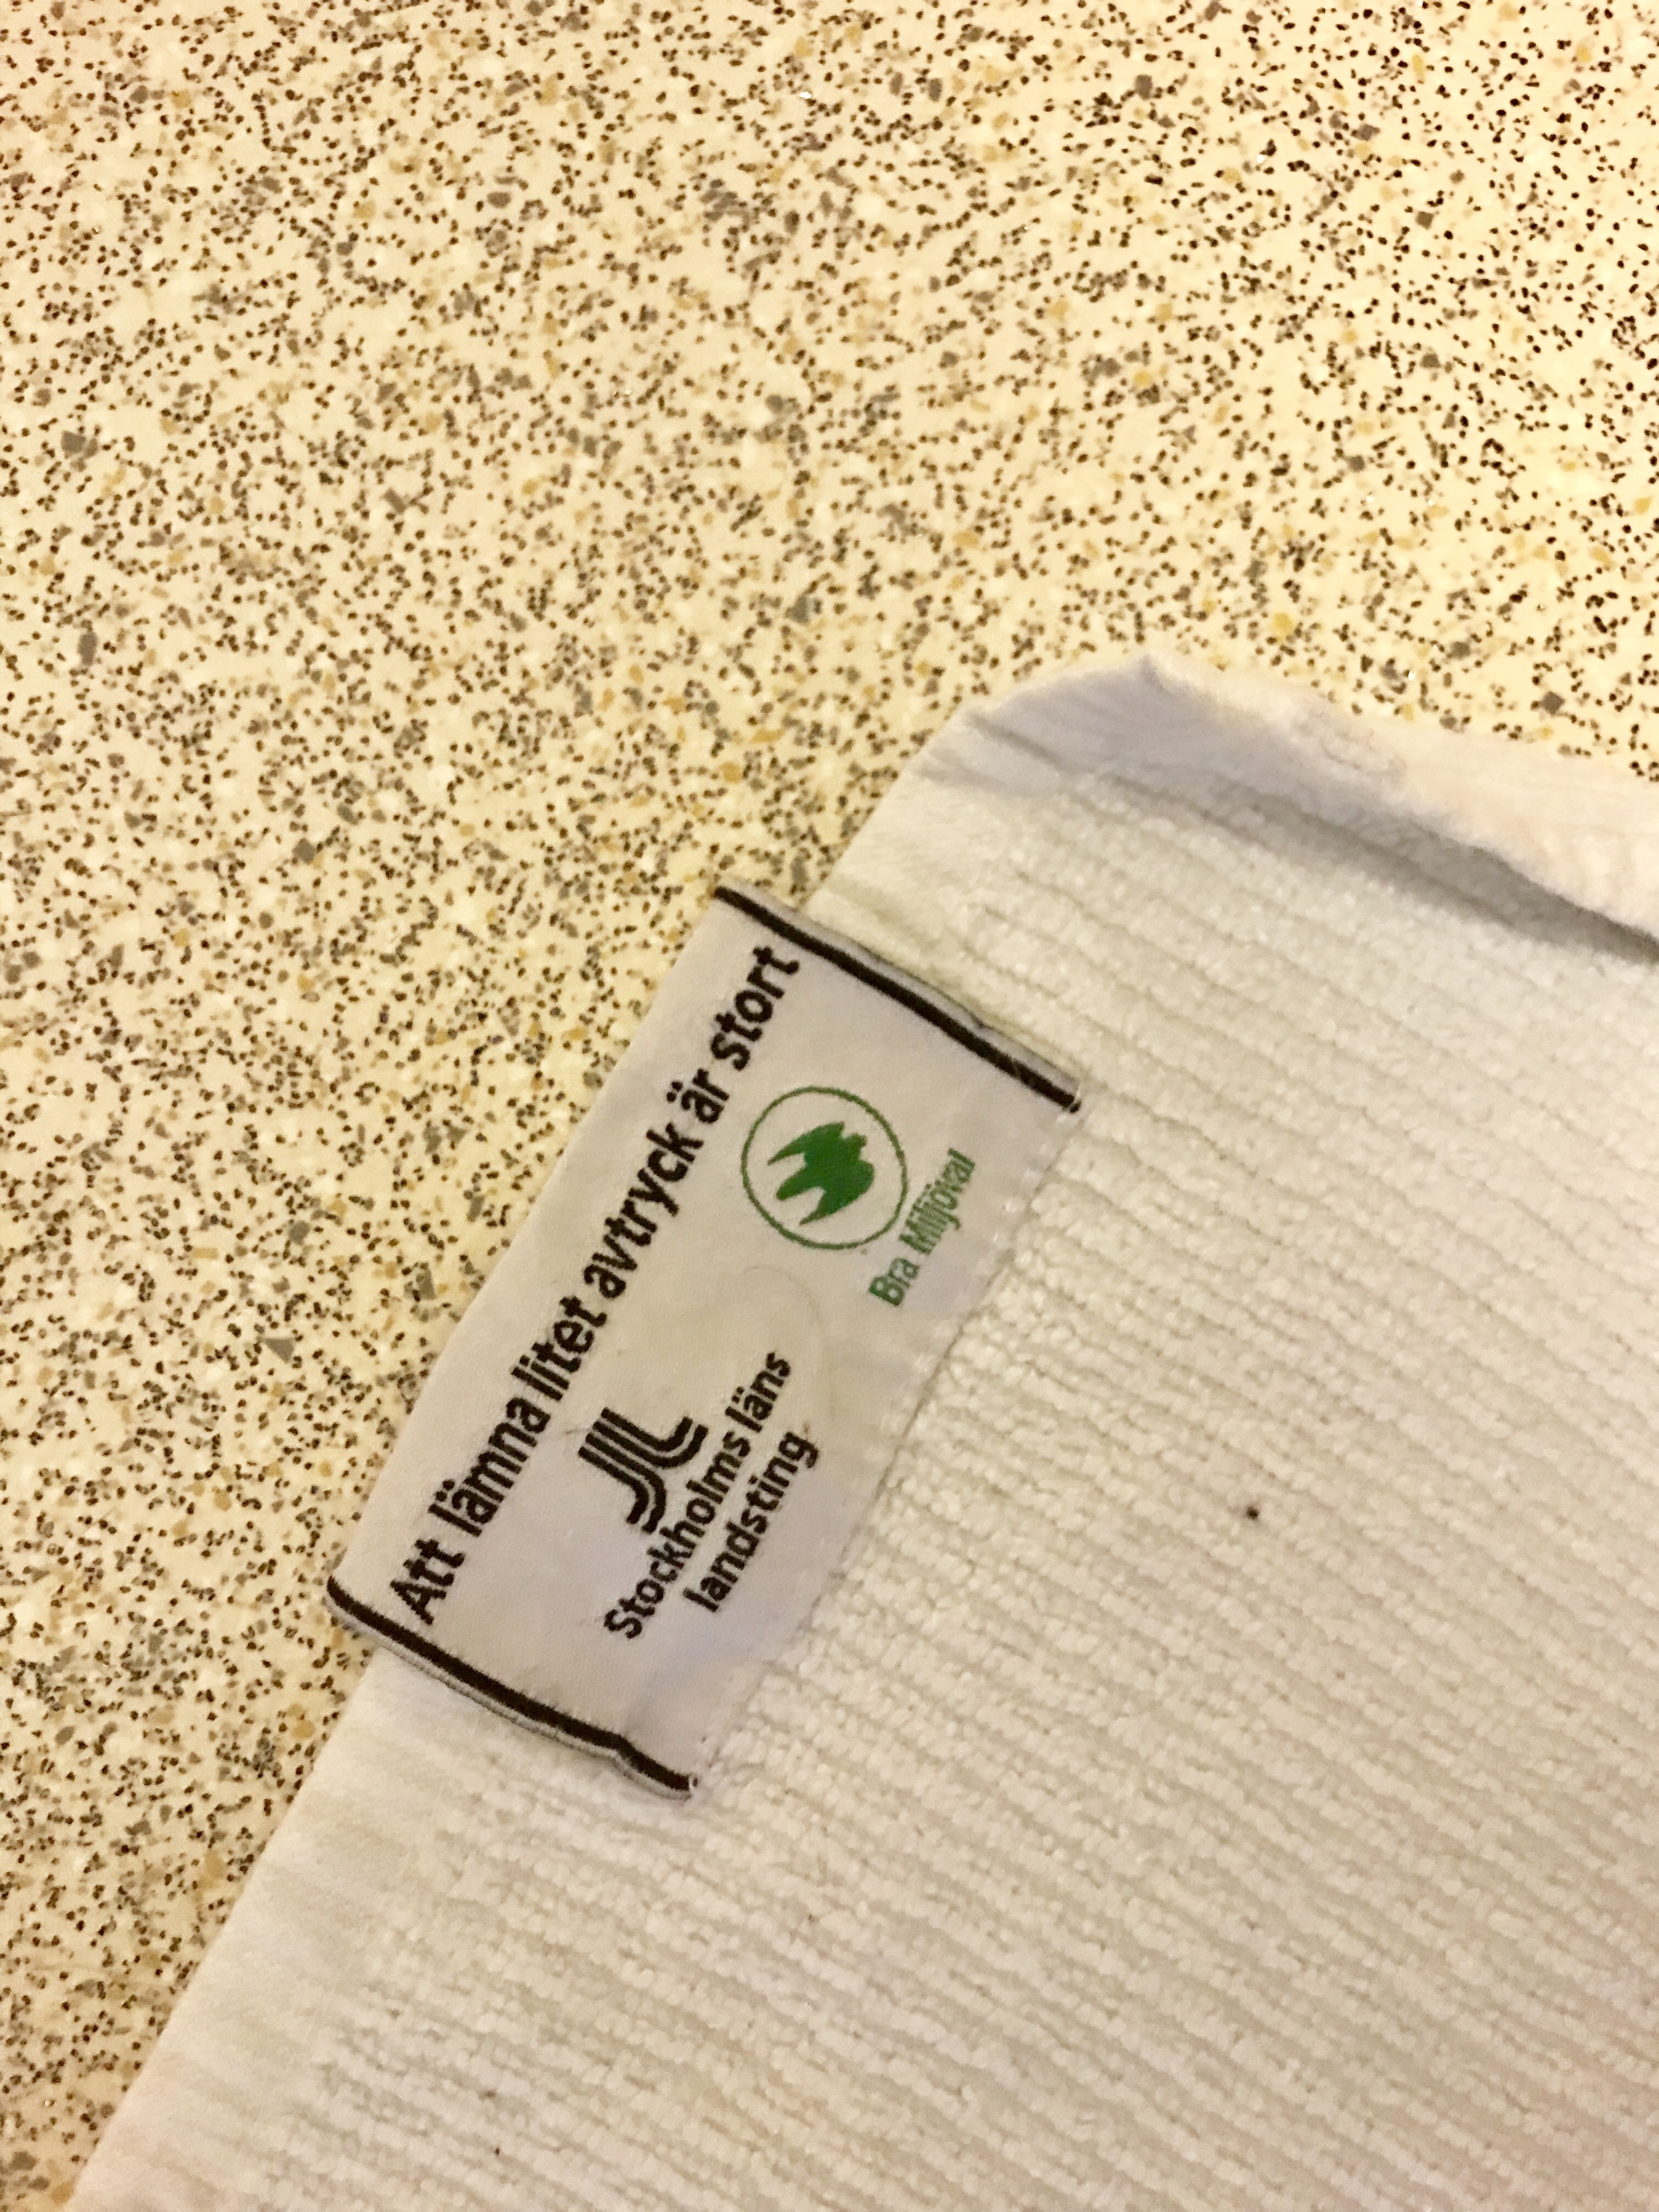 Att lämna litet avtryck är stort
Stockholms läns
landsting
Bra Miljöval